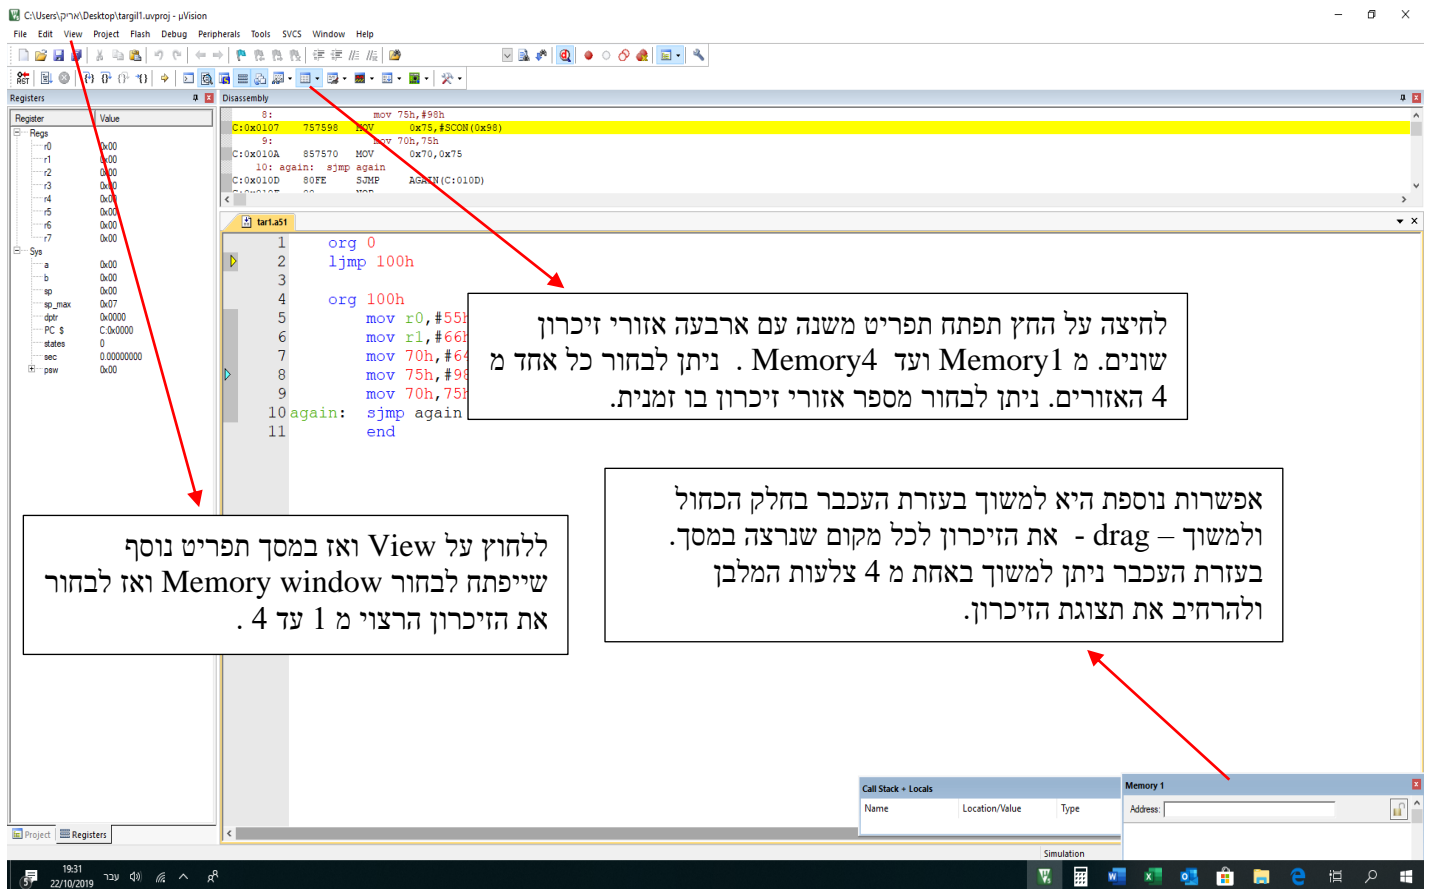 C:\Users\אריק\Desktop\targil1.uvproj - µVision
File Edit View Project Flash Debug Peripherals Tools SVCS Window Help
Registers
Register Value
Regs
r0 0x00
r1 0x00
r2 0x00
r3 0x00
r4 0x00
r5 0x00
r6 0x00
r7 0x00
Sys
a 0x00
b 0x00
sp 0x00
sp_max 0x07
dptr 0x0000
PC $ C:0x0000
states 0
sec 0.00000000
psw 0x00
Project Registers
Disassembly
8: mov 75h,#98h
C:0x0107 757598 MOV 0x75,#SCON(0x98)
9: mov 70h,75h
C:0x010A 857570 MOV 0x70,0x75
10: again: sjmp again
C:0x010D 80FE SJMP AGAIN(C:010D)
tar1.a51
1 org 0
2 ljmp 100h
3
4 org 100h
5 mov r0,#55h
6 mov r1,#66h
7 mov 70h,#64
8 mov 75h,#98
9 mov 70h,75h
10 again: sjmp again
11 end
לחיצה על החץ תפתח תפריט משנה עם ארבעה אזורי זיכרון
שונים. מ Memory1 ועד Memory4 . ניתן לבחור כל אחד מ
4 האזורים. ניתן לבחור מספר אזורי זיכרון בו זמנית.
אפשרות נוספת היא למשוך בעזרת העכבר בחלק הכחול
ולמשוך – drag - את הזיכרון לכל מקום שנרצה במסך.
בעזרת העכבר ניתן למשוך באחת מ 4 צלעות המלבן
ולהרחיב את תצוגת הזיכרון.
ללחוץ על View ואז במסך תפריט נוסף
שייפתח לבחור Memory window ואז לבחור
את הזיכרון הרצוי מ 1 עד 4 .
Call Stack + Locals
Name Location/Value Type
Memory 1
Address:
Simulation
19:31
22/10/2019
עבר